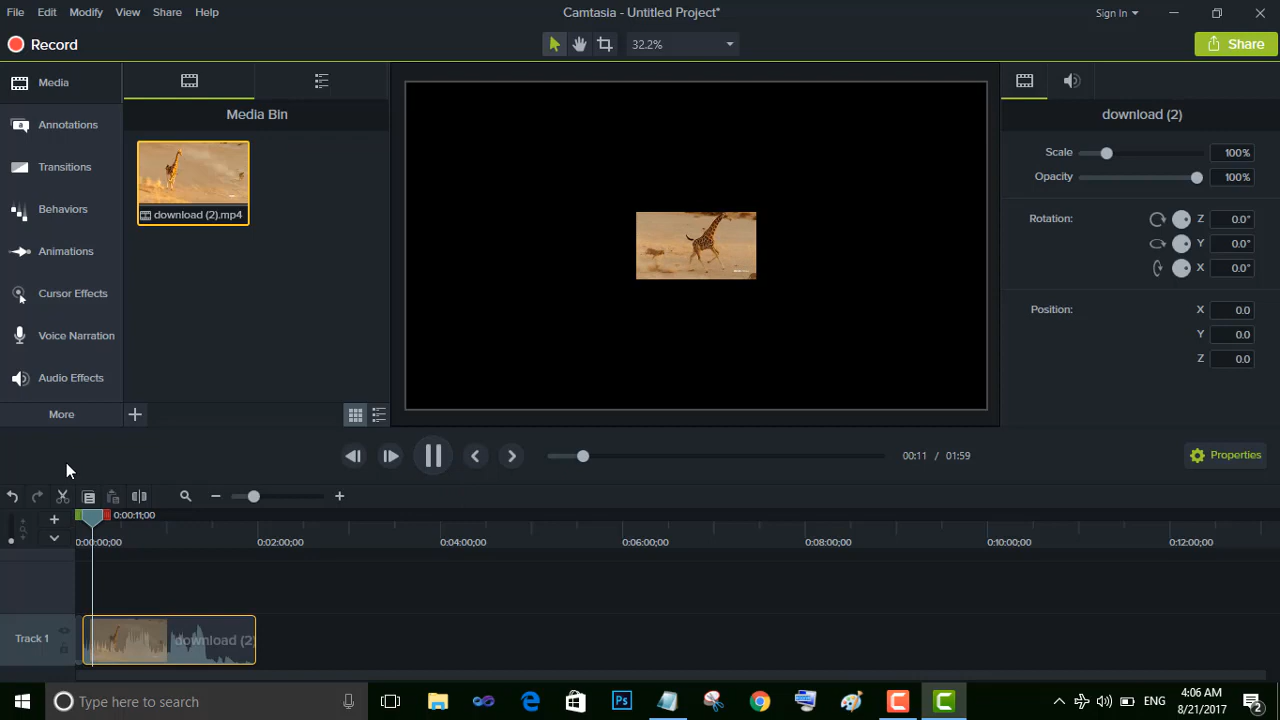 File Edit Modify View Share Help
Camtasia - Untitled Project*
Sign In
Record
32.2%
Share
Media
Annotations
Transitions
Behaviors
Animations
Cursor Effects
Voice Narration
Audio Effects
More
Media Bin
download (2).mp4
download (2)
Scale 100%
Opacity 100%
Rotation: Z 0.0°
Y 0.0°
X 0.0°
Position: X 0.0
Y 0.0
Z 0.0
00:11 / 01:59
Properties
0:00:11;00
0:00:00;00 0:02:00;00 0:04:00;00 0:06:00;00 0:08:00;00 0:10:00;00 0:12:00;00
Track 1
download (2)
Type here to search
Ps
ENG
4:06 AM
8/21/2017
2